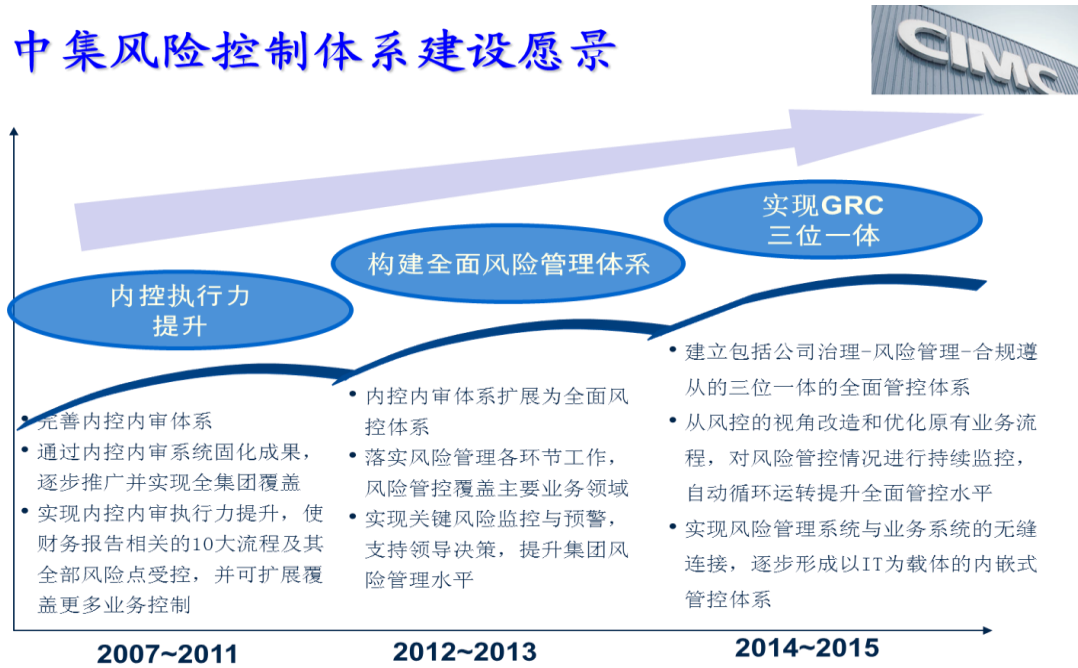 中集风险控制体系建设愿景
CIMC
实现GRC
三位一体
构建全面风险管理体系
内控执行力
提升
• 完善内控内审体系
• 通过内控内审系统固化成果，
逐步推广并实现全集团覆盖
• 实现内控内审执行力提升，使
财务报告相关的10大流程及其
全部风险点受控，并可扩展覆
盖更多业务控制
• 内控内审体系扩展为全面风
控体系
• 落实风险管理各环节工作，
风险管控覆盖主要业务领域
• 实现关键风险监控与预警，
支持领导决策，提升集团风
险管理水平
• 建立包括公司治理-风险管理-合规遵
从的三位一体的全面管控体系
• 从风控的视角改造和优化原有业务流
程，对风险管控情况进行持续监控，
自动循环运转提升全面管控水平
• 实现风险管理系统与业务系统的无缝
连接，逐步形成以IT为载体的内嵌式
管控体系
2007~2011
2012~2013
2014~2015